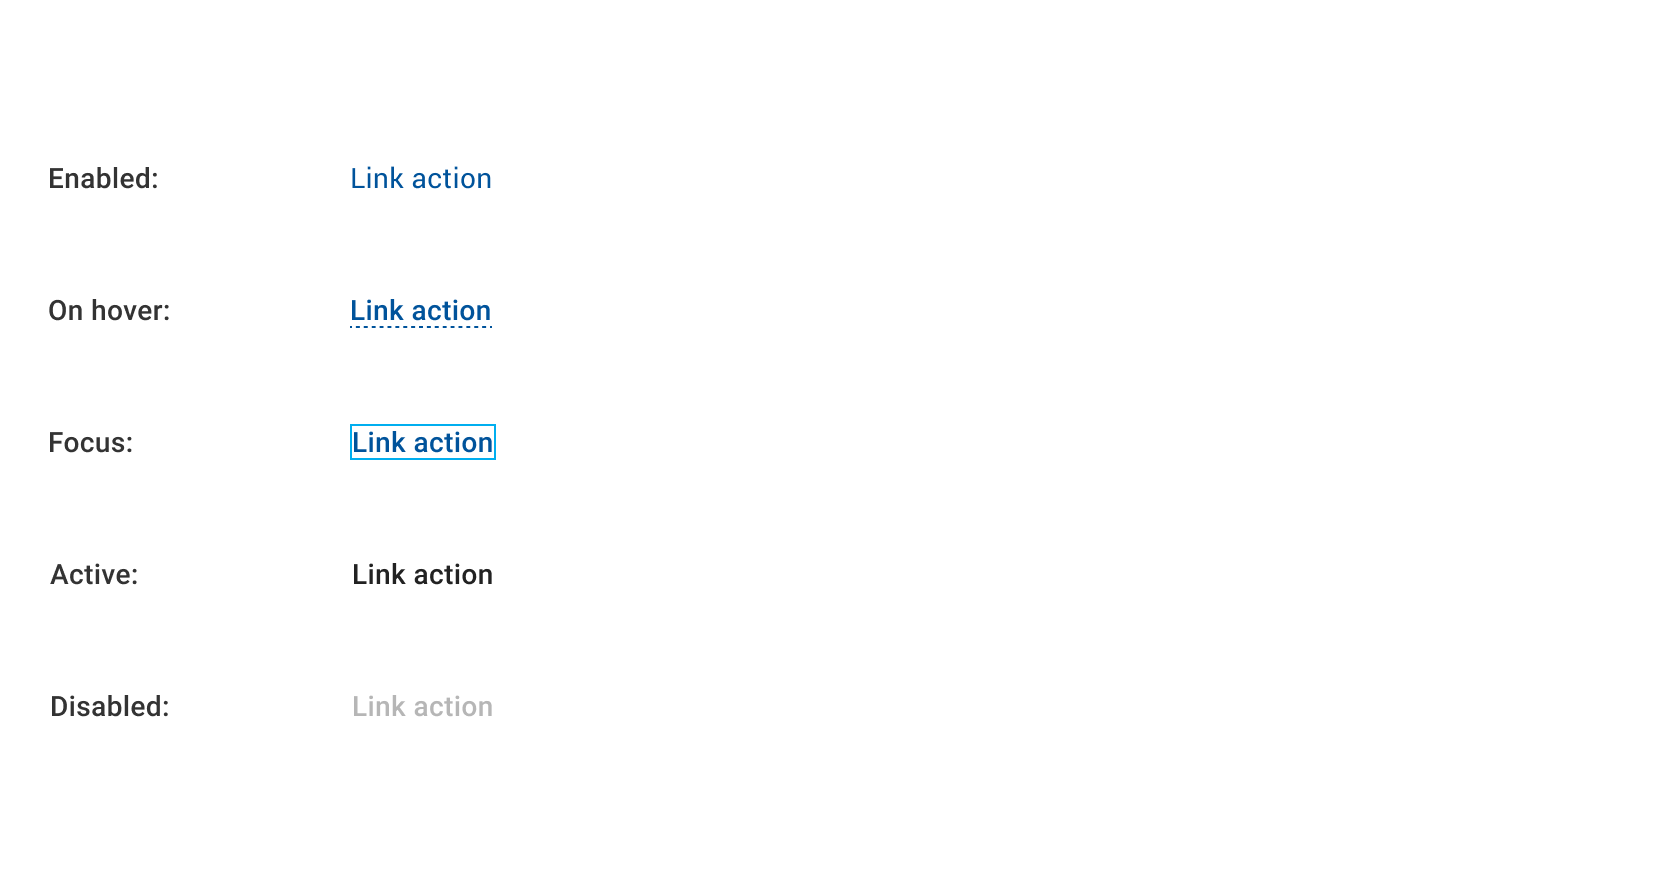 Enabled: Link action
On hover: Link action
Focus: Link action
Active: Link action
Disabled: Link action